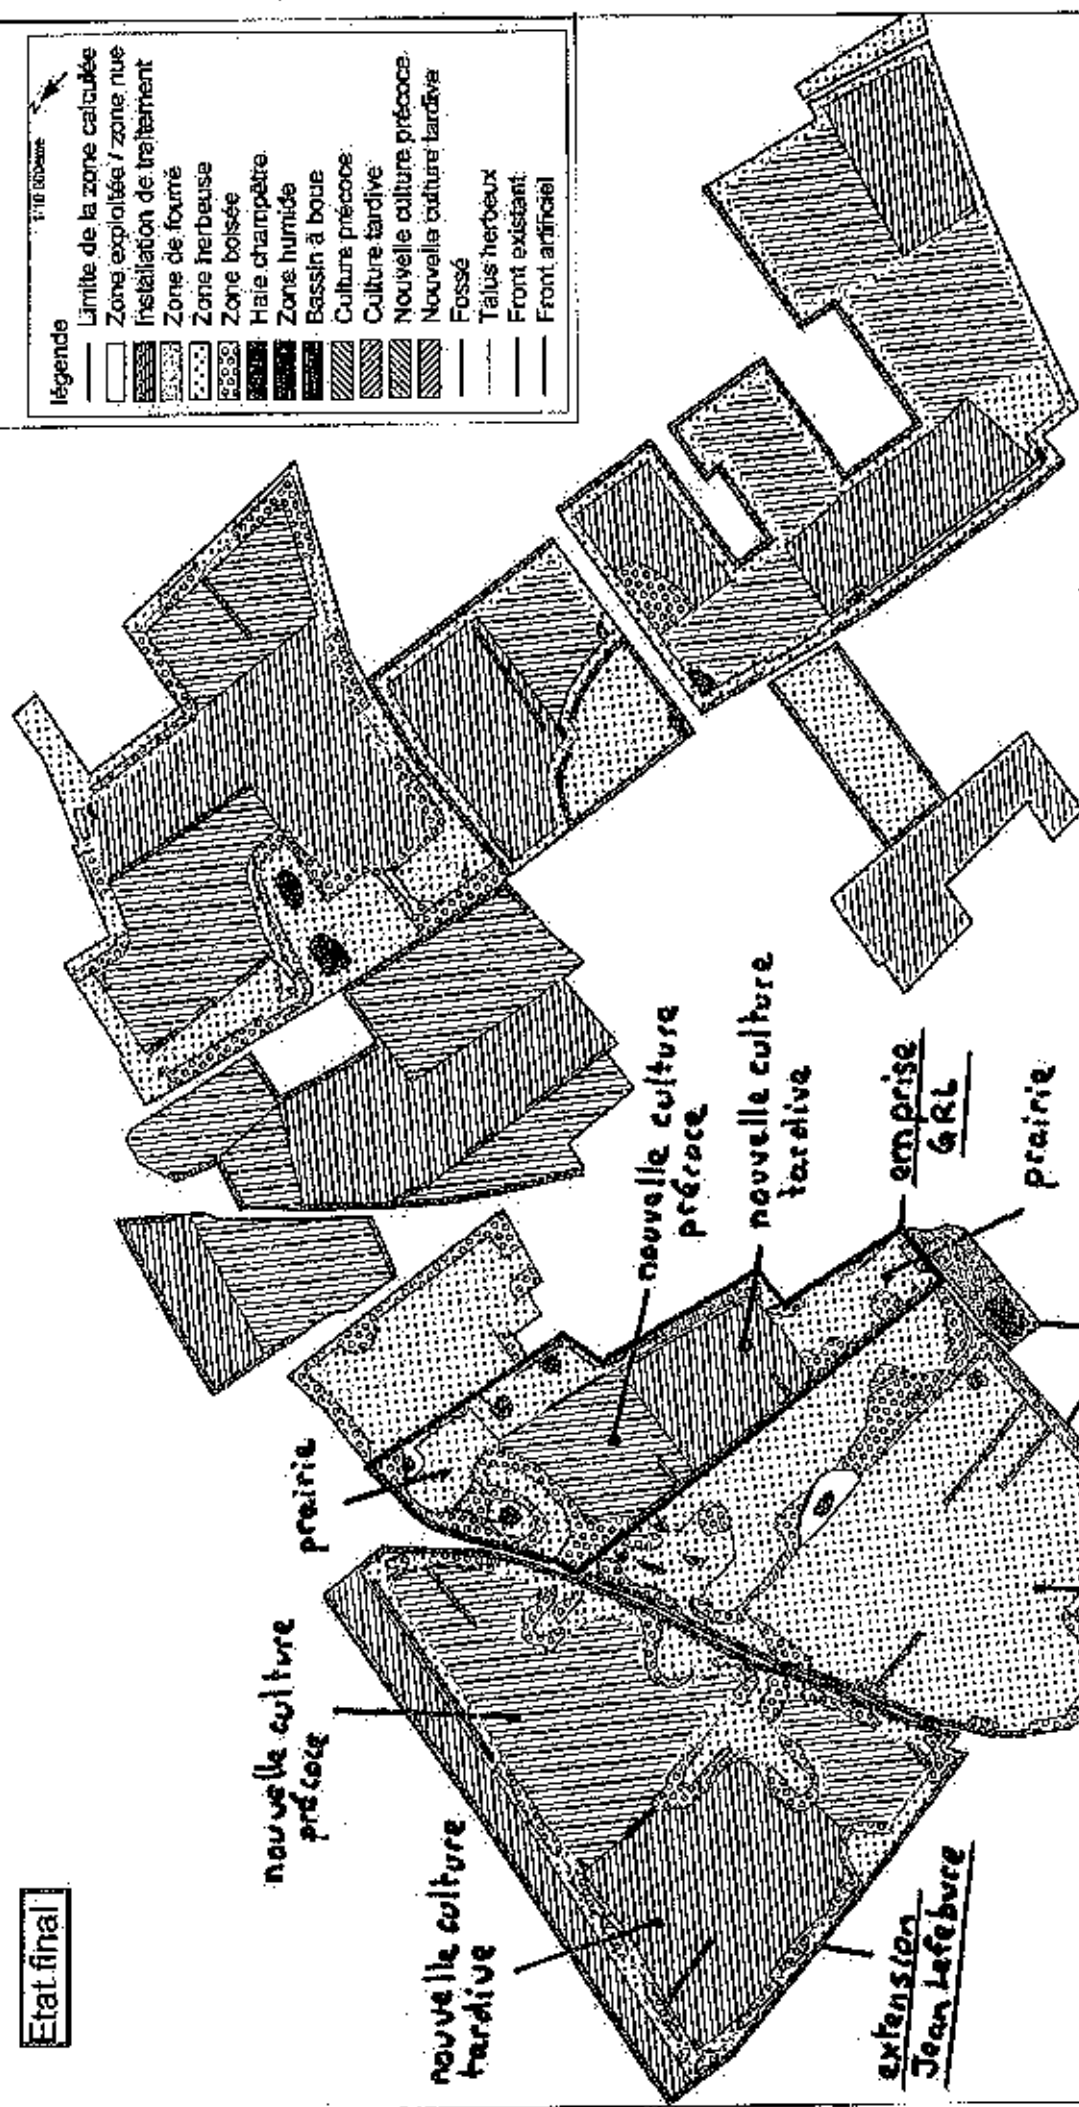 Etat final
1/10 000ème
légende
Limite de la zone calculée
Zone exploitée / zone nue
Installation de traitement
Zone de fourré
Zone herbeuse
Zone boisée
Haie champêtre
Zone humide
Bassin à boue
Culture précoce
Culture tardive
Nouvelle culture précoce
Nouvelle culture tardive
Fossé
Talus herbeux
Front existant
Front artificiel
nouvelle culture
précoce
nouvelle culture
tardive
prairie
nouvelle culture
précoce
nouvelle culture
tardive
emprise
GRL
prairie
extension
Jean Lefebvre